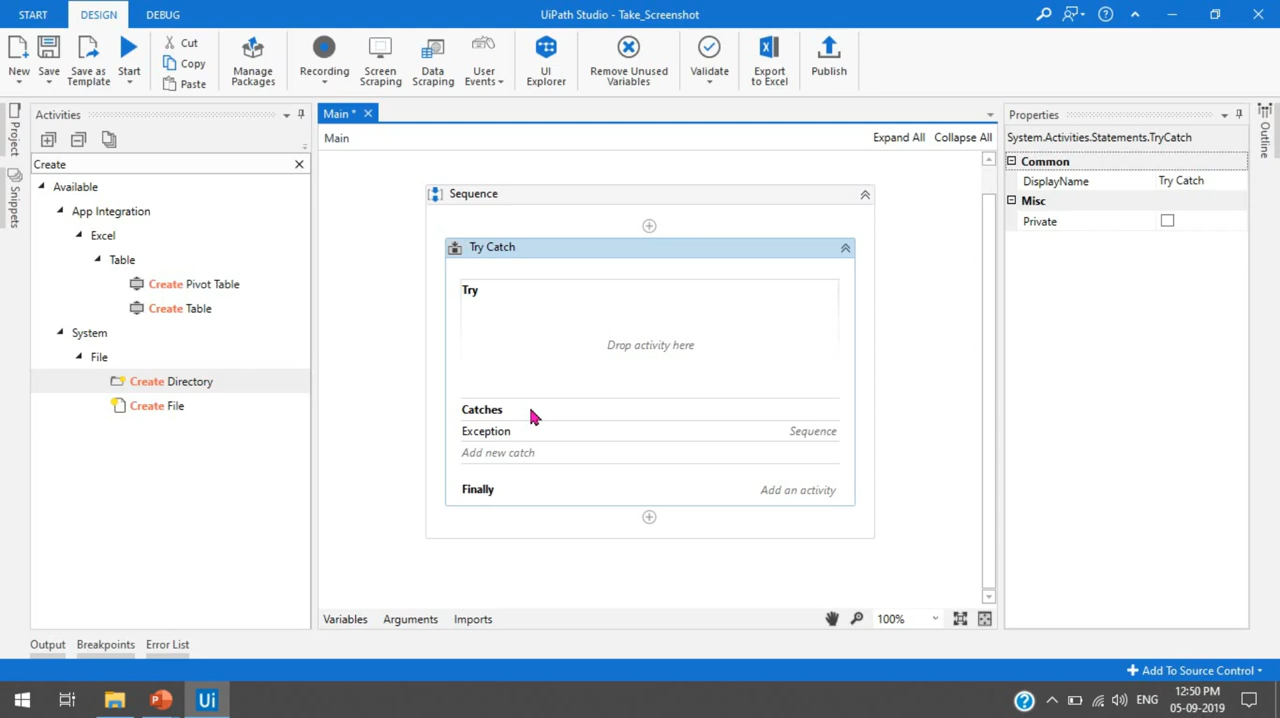 START
DESIGN
DEBUG
UiPath Studio - Take_Screenshot
New
Save
Save as Template
Start
Cut
Copy
Paste
Manage Packages
Recording
Screen Scraping
Data Scraping
User Events
UI Explorer
Remove Unused Variables
Validate
Export to Excel
Publish
Project
Snippets
Activities
Create
Available
App Integration
Excel
Table
Create Pivot Table
Create Table
System
File
Create Directory
Create File
Main *
Main
Expand All
Collapse All
Sequence
Try Catch
Try
Drop activity here
Catches
Exception
Sequence
Add new catch
Finally
Add an activity
Variables
Arguments
Imports
100%
Properties
System.Activities.Statements.TryCatch
Common
DisplayName
Try Catch
Misc
Private
Outline
Output
Breakpoints
Error List
Add To Source Control
Ui
ENG
12:50 PM
05-09-2019